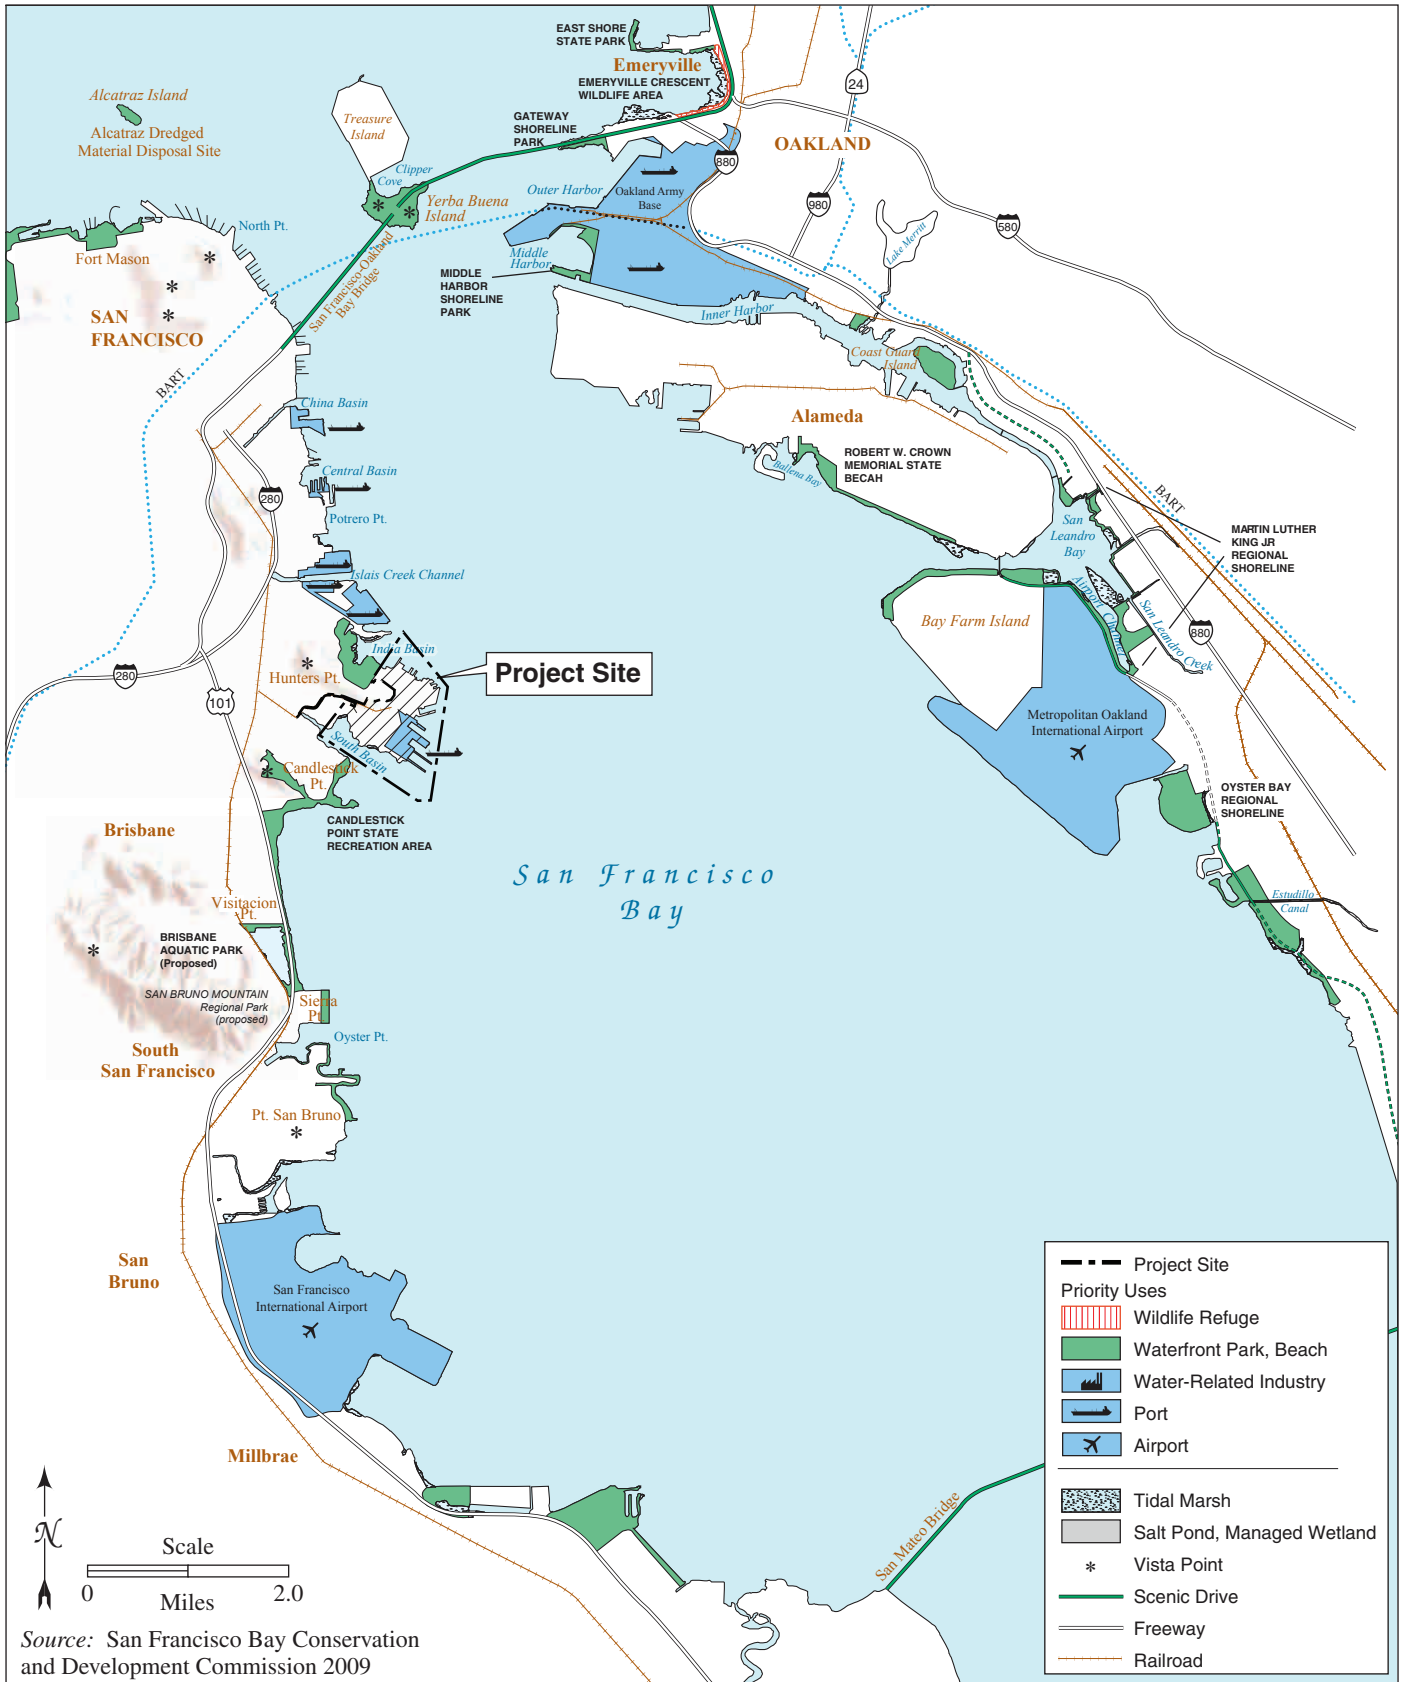 EAST SHORE
STATE PARK
Emeryville
EMERYVILLE CRESCENT
WILDLIFE AREA
24
Alcatraz Island
Alcatraz Dredged
Material Disposal Site
Treasure
Island
GATEWAY
SHORELINE
PARK
OAKLAND
880
Clipper
Cove
Outer Harbor
Oakland Army
Base
980
580
Yerba Buena
Island
North Pt.
Fort Mason
Lake Merritt
Middle
Harbor
MIDDLE
HARBOR
SHORELINE
PARK
San Francisco-Oakland
Bay Bridge
SAN
FRANCISCO
Inner Harbor
Coast Guard
Island
BART
China Basin
Alameda
ROBERT W. CROWN
MEMORIAL STATE
BECAH
Ballena Bay
Central Basin
280
Potrero Pt.
BART
San
Leandro
Bay
MARTIN LUTHER
KING JR
REGIONAL
SHORELINE
Islais Creek Channel
Airport Channel
San Leandro Creek
880
Bay Farm Island
India Basin
Project Site
Hunters Pt.
280
101
South Basin
Metropolitan Oakland
International Airport
Candlestick
Pt.
OYSTER BAY
REGIONAL
SHORELINE
CANDLESTICK
POINT STATE
RECREATION AREA
Brisbane
San Francisco
Bay
Estudillo
Canal
Visitacion
Pt.
BRISBANE
AQUATIC PARK
(Proposed)
SAN BRUNO MOUNTAIN
Regional Park
(proposed)
Sierra
Pt.
Oyster Pt.
South
San Francisco
Pt. San Bruno
San
Bruno
San Francisco
International Airport
Millbrae
San Mateo Bridge
Project Site
Priority Uses
Wildlife Refuge
Waterfront Park, Beach
Water-Related Industry
Port
Airport
Tidal Marsh
Salt Pond, Managed Wetland
* Vista Point
Scenic Drive
Freeway
Railroad
N
Scale
0 2.0
Miles
Source: San Francisco Bay Conservation
and Development Commission 2009